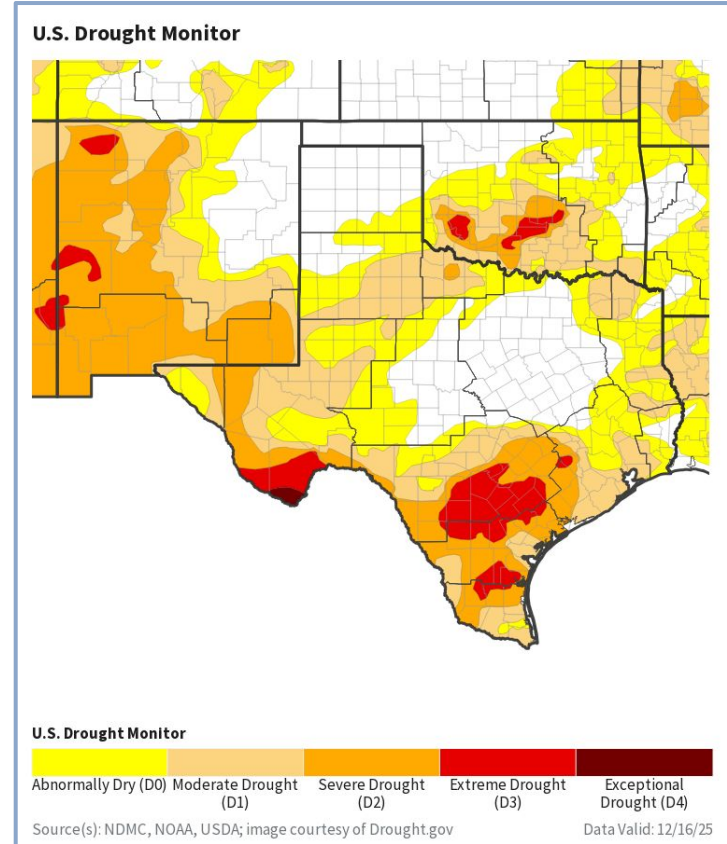 U.S. Drought Monitor
U.S. Drought Monitor
Abnormally Dry (D0) Moderate Drought (D1) Severe Drought (D2) Extreme Drought (D3) Exceptional Drought (D4)
Source(s): NDMC, NOAA, USDA; image courtesy of Drought.gov Data Valid: 12/16/25